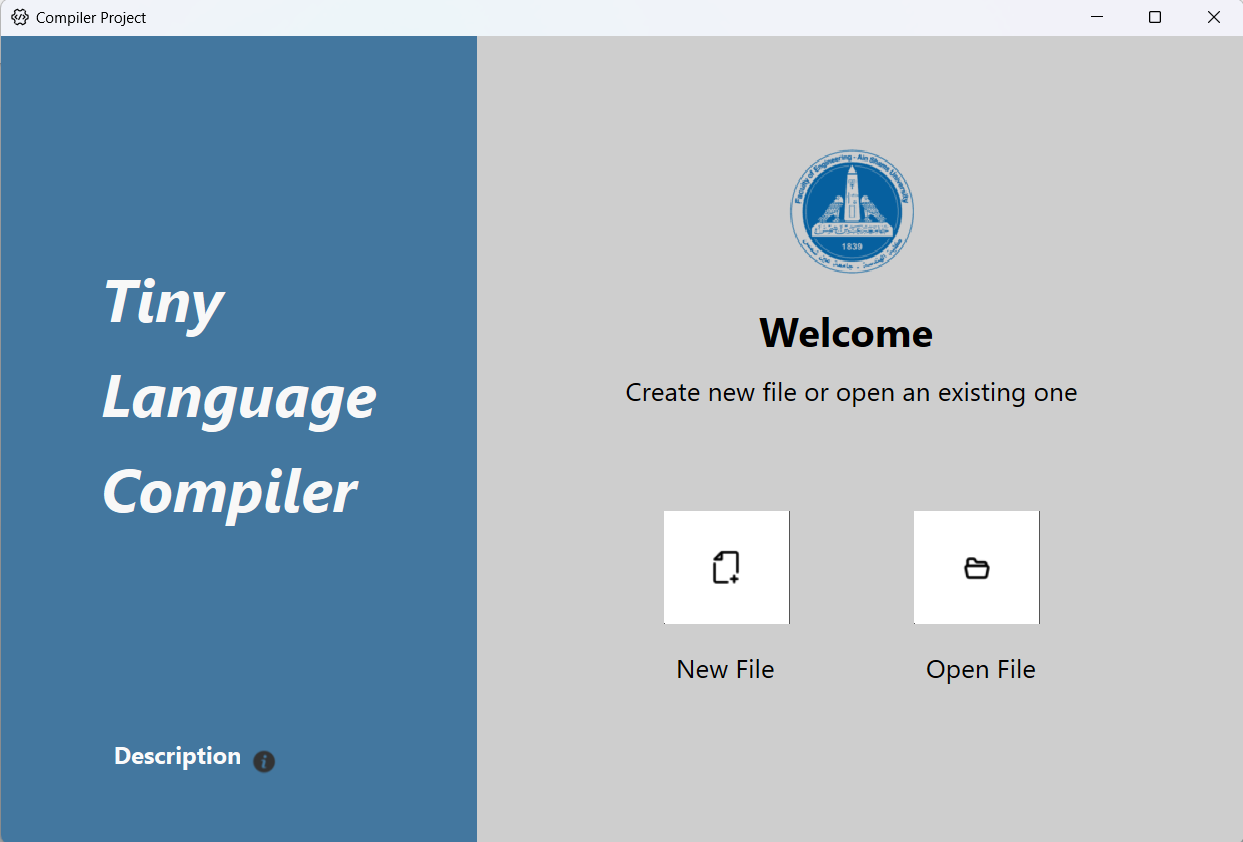 Compiler Project
Tiny
Language
Compiler
Description
Faculty of Engineering - Ain Shams University
1839
Welcome
Create new file or open an existing one
New File
Open File